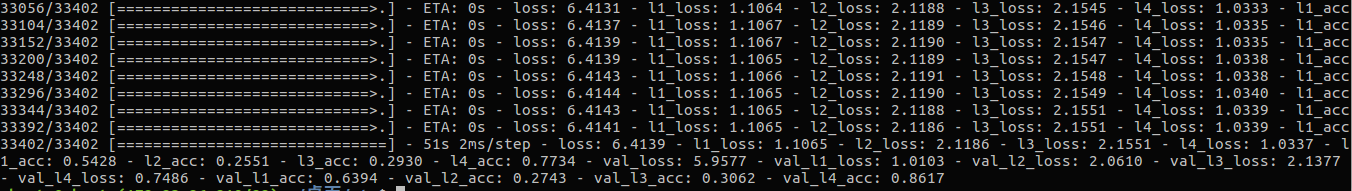 33056/33402 [=============================>.] - ETA: 0s - loss: 6.4131 - l1_loss: 1.1064 - l2_loss: 2.1188 - l3_loss: 2.1545 - l4_loss: 1.0333 - l1_acc
33104/33402 [=============================>.] - ETA: 0s - loss: 6.4137 - l1_loss: 1.1067 - l2_loss: 2.1189 - l3_loss: 2.1546 - l4_loss: 1.0335 - l1_acc
33152/33402 [=============================>.] - ETA: 0s - loss: 6.4139 - l1_loss: 1.1067 - l2_loss: 2.1190 - l3_loss: 2.1547 - l4_loss: 1.0335 - l1_acc
33200/33402 [=============================>.] - ETA: 0s - loss: 6.4139 - l1_loss: 1.1065 - l2_loss: 2.1189 - l3_loss: 2.1547 - l4_loss: 1.0338 - l1_acc
33248/33402 [=============================>.] - ETA: 0s - loss: 6.4143 - l1_loss: 1.1066 - l2_loss: 2.1191 - l3_loss: 2.1548 - l4_loss: 1.0338 - l1_acc
33296/33402 [=============================>.] - ETA: 0s - loss: 6.4144 - l1_loss: 1.1065 - l2_loss: 2.1190 - l3_loss: 2.1549 - l4_loss: 1.0340 - l1_acc
33344/33402 [=============================>.] - ETA: 0s - loss: 6.4143 - l1_loss: 1.1065 - l2_loss: 2.1188 - l3_loss: 2.1551 - l4_loss: 1.0339 - l1_acc
33392/33402 [=============================>.] - ETA: 0s - loss: 6.4141 - l1_loss: 1.1065 - l2_loss: 2.1186 - l3_loss: 2.1551 - l4_loss: 1.0339 - l1_acc
33402/33402 [==============================] - 51s 2ms/step - loss: 6.4139 - l1_loss: 1.1065 - l2_loss: 2.1186 - l3_loss: 2.1551 - l4_loss: 1.0337 - l
1_acc: 0.5428 - l2_acc: 0.2551 - l3_acc: 0.2930 - l4_acc: 0.7734 - val_loss: 5.9577 - val_l1_loss: 1.0103 - val_l2_loss: 2.0610 - val_l3_loss: 2.1377
- val_l4_loss: 0.7486 - val_l1_acc: 0.6394 - val_l2_acc: 0.2743 - val_l3_acc: 0.3062 - val_l4_acc: 0.8617